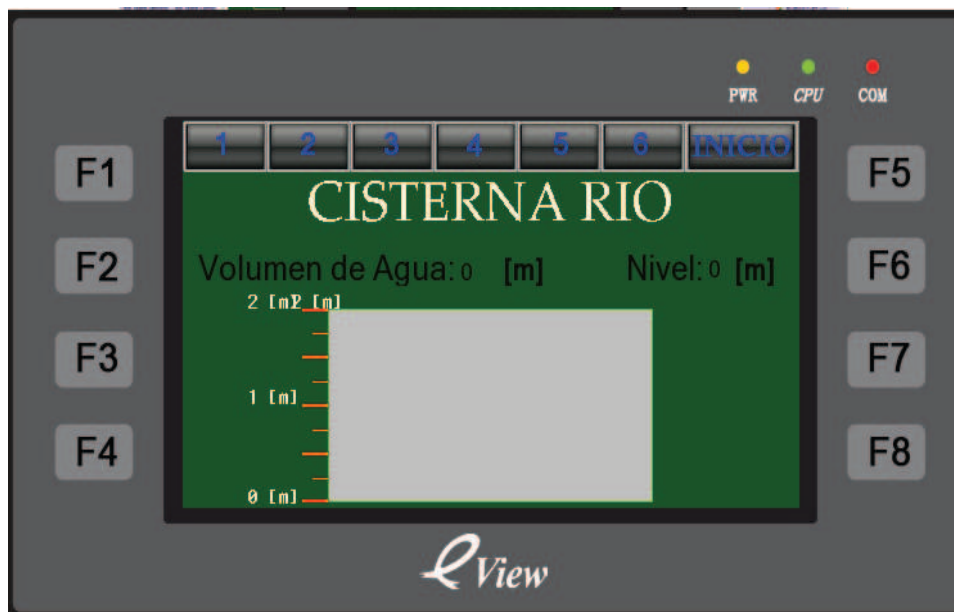 PWR CPU COM
1 2 3 4 5 6 INICIO
F1 F5
CISTERNA RIO
F2 F6
Volumen de Agua: 0 [m] Nivel: 0 [m]
2 [m] 2 [m]
F3 F7
1 [m]
F4 F8
0 [m]
eView